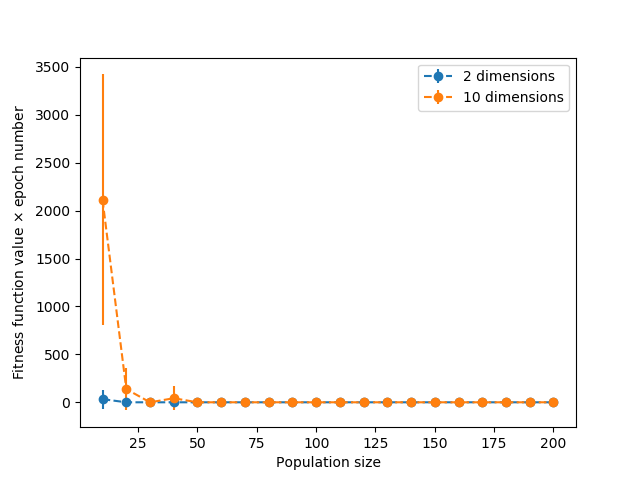 3500
3000
2500
2000
1500
1000
500
0
Fitness function value × epoch number
2 dimensions
10 dimensions
25 50 75 100 125 150 175 200
Population size